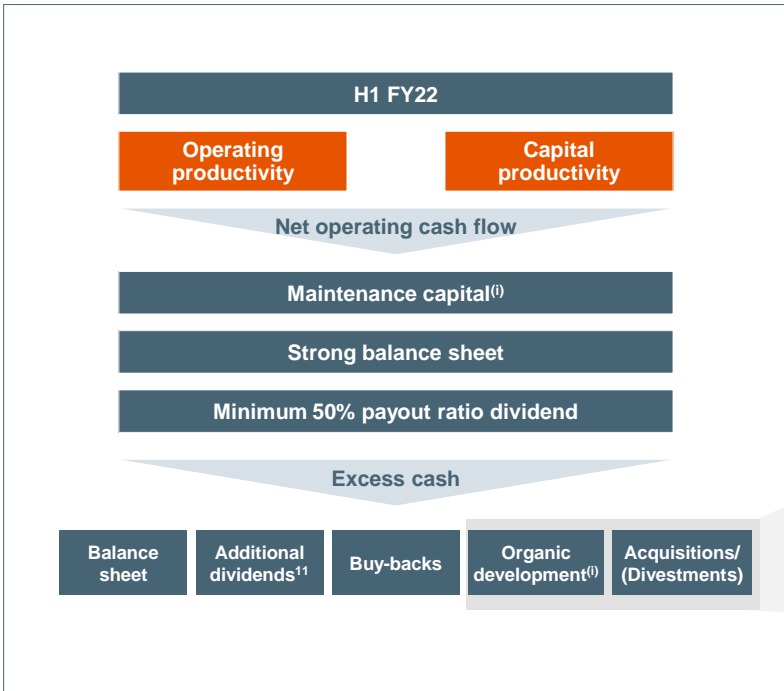 H1 FY22
Operating
productivity
Capital
productivity
Net operating cash flow
Maintenance capital(i)
Strong balance sheet
Minimum 50% payout ratio dividend
Excess cash
Balance
sheet
Additional
dividends11
Buy-backs
Organic
development(i)
Acquisitions/
(Divestments)